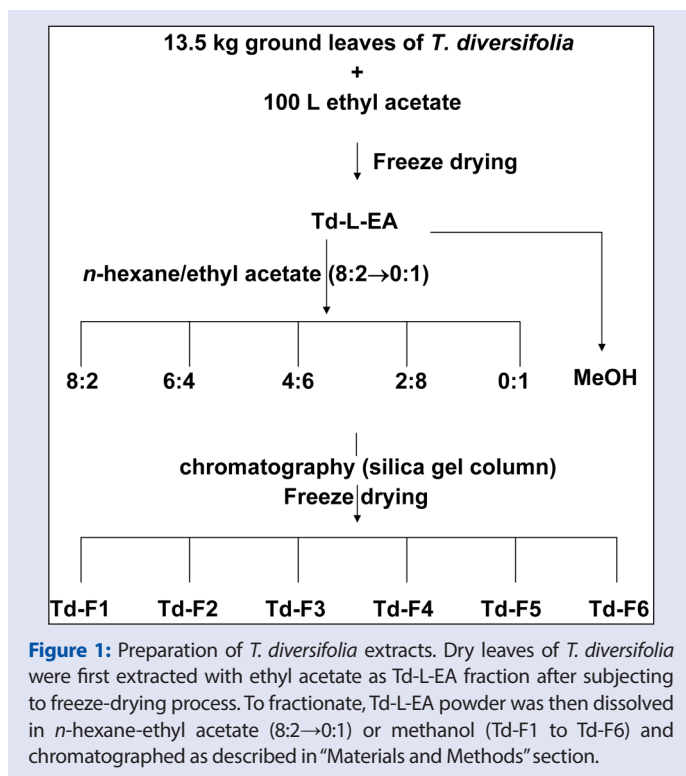 13.5 kg ground leaves of T. diversifolia
+
100 L ethyl acetate
Freeze drying
Td-L-EA
n-hexane/ethyl acetate (8:2→0:1)
8:2 6:4 4:6 2:8 0:1 MeOH
chromatography (silica gel column)
Freeze drying
Td-F1 Td-F2 Td-F3 Td-F4 Td-F5 Td-F6
Figure 1: Preparation of T. diversifolia extracts. Dry leaves of T. diversifolia
were first extracted with ethyl acetate as Td-L-EA fraction after subjecting
to freeze-drying process. To fractionate, Td-L-EA powder was then dissolved
in n-hexane-ethyl acetate (8:2→0:1) or methanol (Td-F1 to Td-F6) and
chromatographed as described in “Materials and Methods” section.